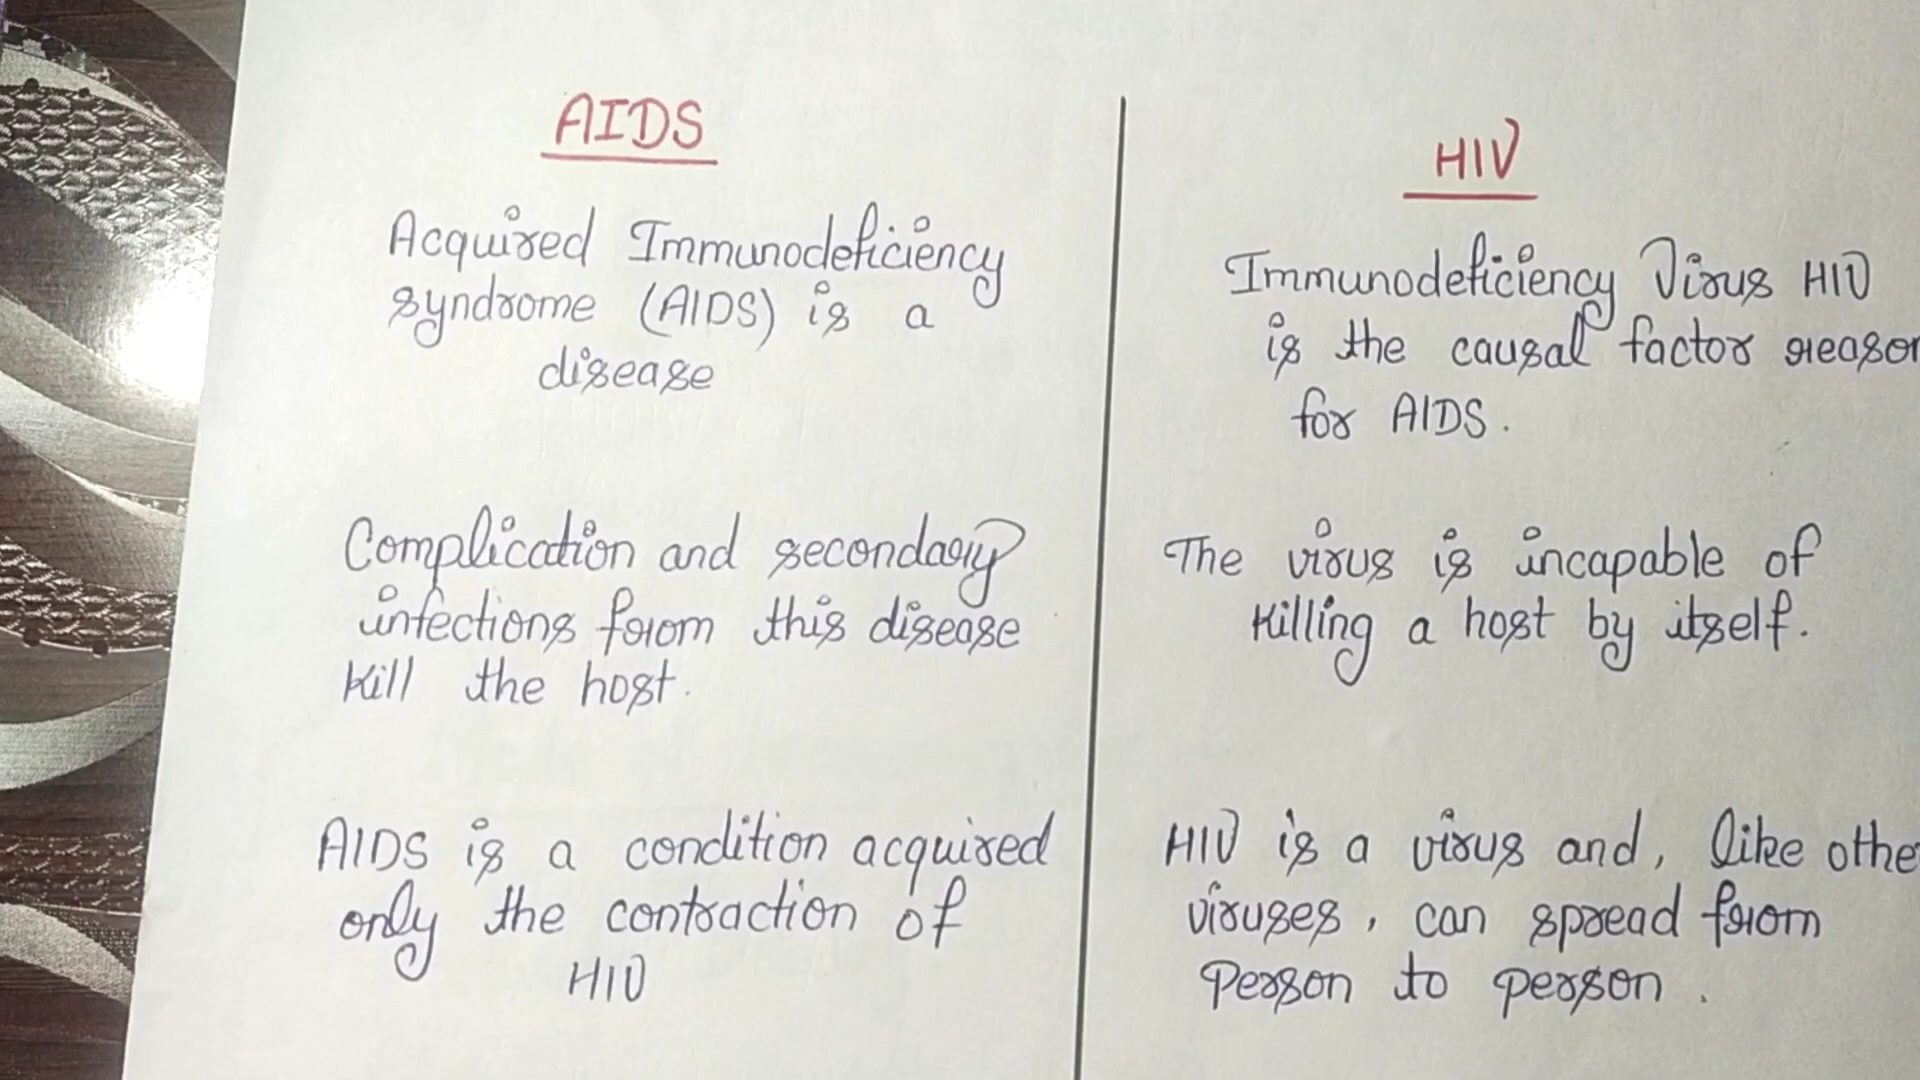 AIDS
Acquired Immunodeficiency
syndrome (AIDS) is a
disease
Complication and secondary
infections from this disease
Kill the host.
AIDS is a condition acquired
only the contraction of
HIV
HIV
Immunodeficiency Virus HIV
is the causal factor reason
for AIDS.
The virus is incapable of
Killing a host by itself.
HIV is a virus and, like other
viruses, can spread from
Person to person.